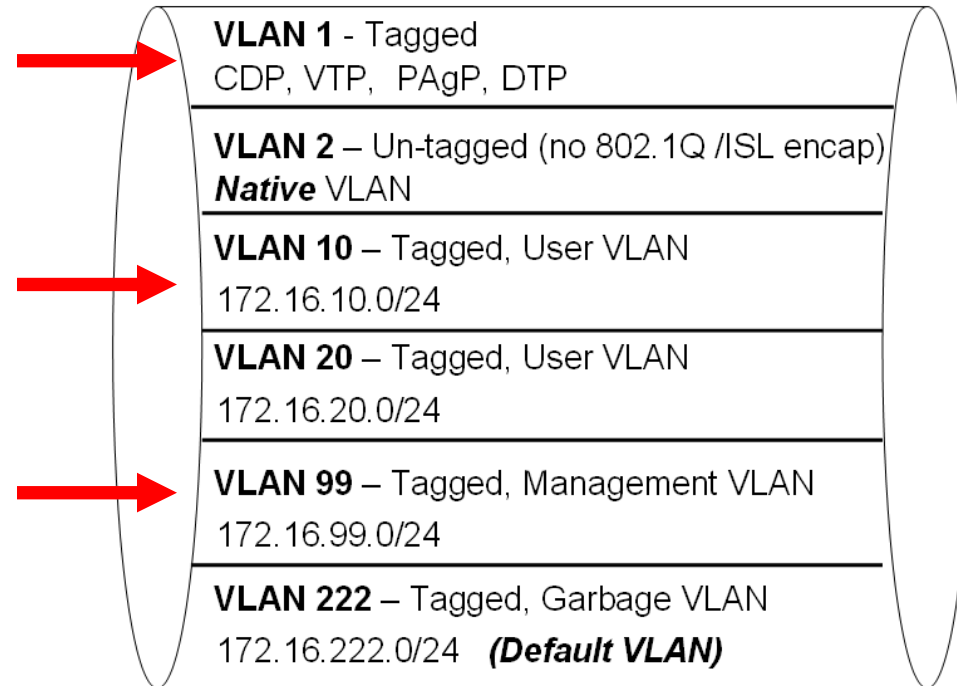 VLAN 1 - Tagged
CDP, VTP, PAgP, DTP
VLAN 2 – Un-tagged (no 802.1Q /ISL encap)
Native VLAN
VLAN 10 – Tagged, User VLAN
172.16.10.0/24
VLAN 20 – Tagged, User VLAN
172.16.20.0/24
VLAN 99 – Tagged, Management VLAN
172.16.99.0/24
VLAN 222 – Tagged, Garbage VLAN
172.16.222.0/24 (Default VLAN)